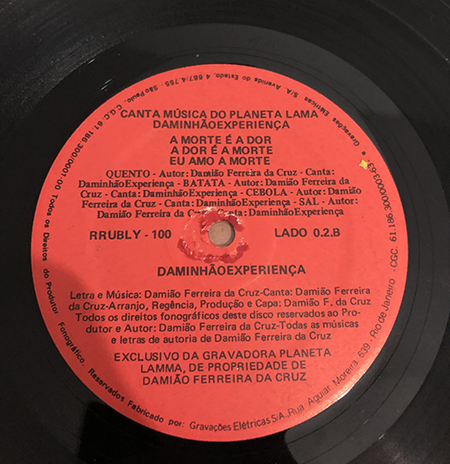 Gravações Elétricas S/A. Avenida do Estado, 4.667/4.755. São Paulo. C.G.C. 61.186.300/0001.00 Todos os Direitos do Produtor Fonográfico. Reservados Fabricado por: Gravações Elétricas S/A. Rua Aguiar Moreira 639. Rio de Janeiro. CGC. 61.186.300/0003-63
CANTA MÚSICA DO PLANETA LAMA
DAMINHÃOEXPERIENÇA
A MORTE É A DOR
A DOR É A MORTE
EU AMO A MORTE
QUENTO - Autor: Damião Ferreira da Cruz - Canta:
DaminhãoExperiença - BATATA - Autor: Damião Ferreira da
Cruz - Canta: DaminhãoExperiença - CEBOLA - Autor: Damião
Ferreira da Cruz - Canta: DaminhãoExperiença - SAL - Autor:
Damião Ferreira da Cruz Canta: DaminhãoExperiença
RRUBLY - 100 LADO 0.2.B
DAMINHÃOEXPERIENÇA
Letra e Música: Damião Ferreira da Cruz-Canta: Damião Ferreira
da Cruz-Arranjo, Regência, Produção e Capa: Damião F. da Cruz
Todos os direitos fonográficos deste disco reservados ao Pro-
dutor e Autor: Damião Ferreira da Cruz-Todas as músicas
e letras de autoria de Damião Ferreira da Cruz
EXCLUSIVO DA GRAVADORA PLANETA
LAMMA, DE PROPRIEDADE DE
DAMIÃO FERREIRA DA CRUZ